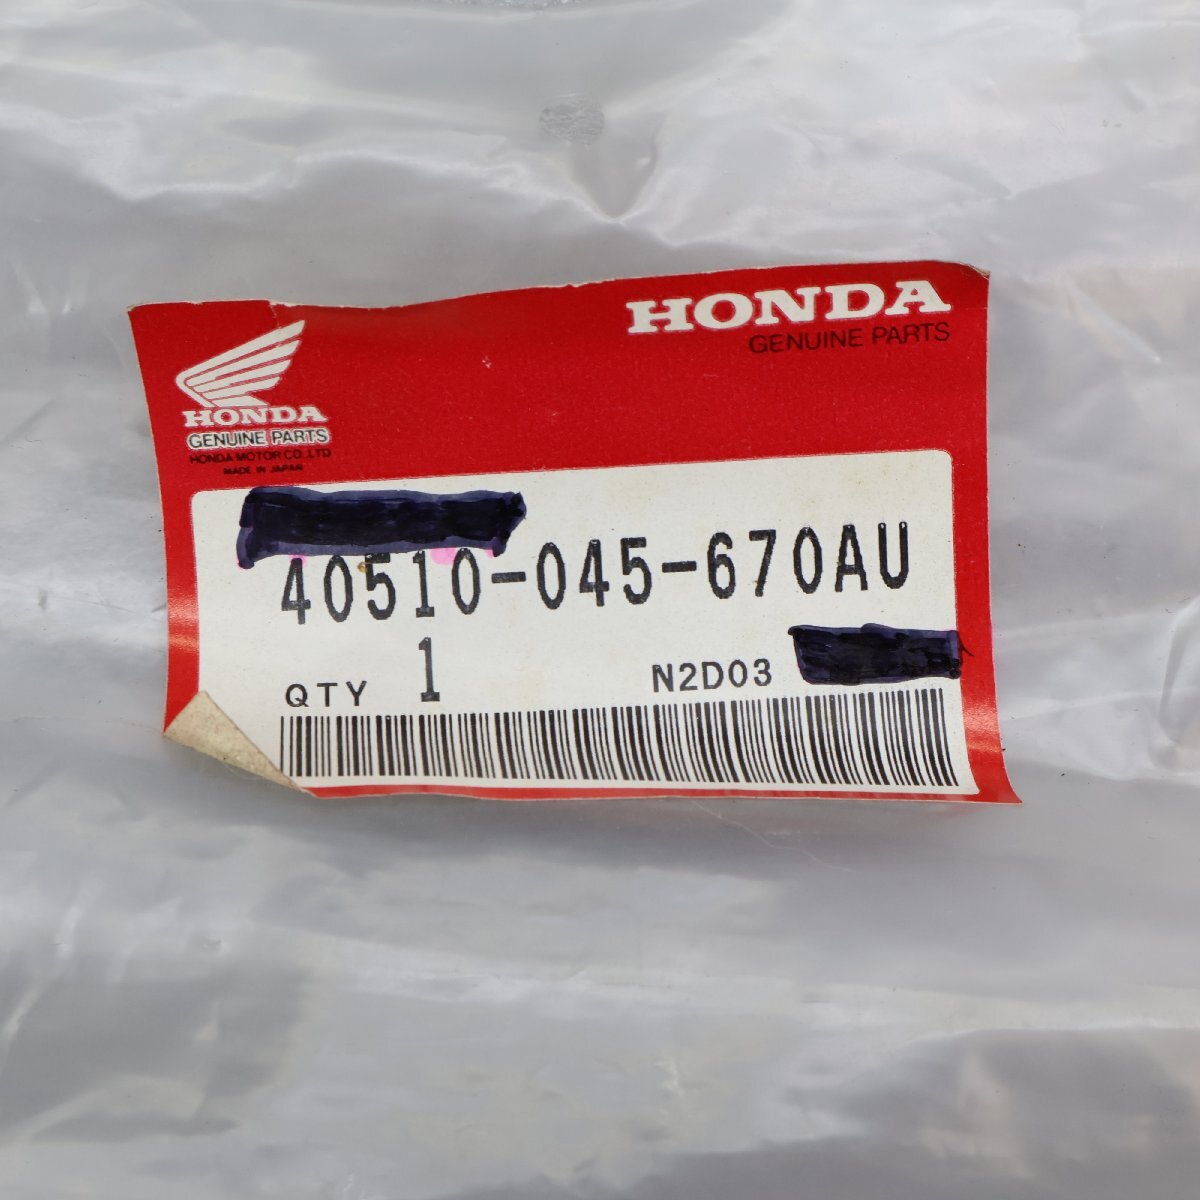 HONDA
GENUINE PARTS
HONDA
GENUINE PARTS
HONDA MOTOR CO.,LTD
MADE IN JAPAN
40510-045-670AU
QTY 1 N2D03